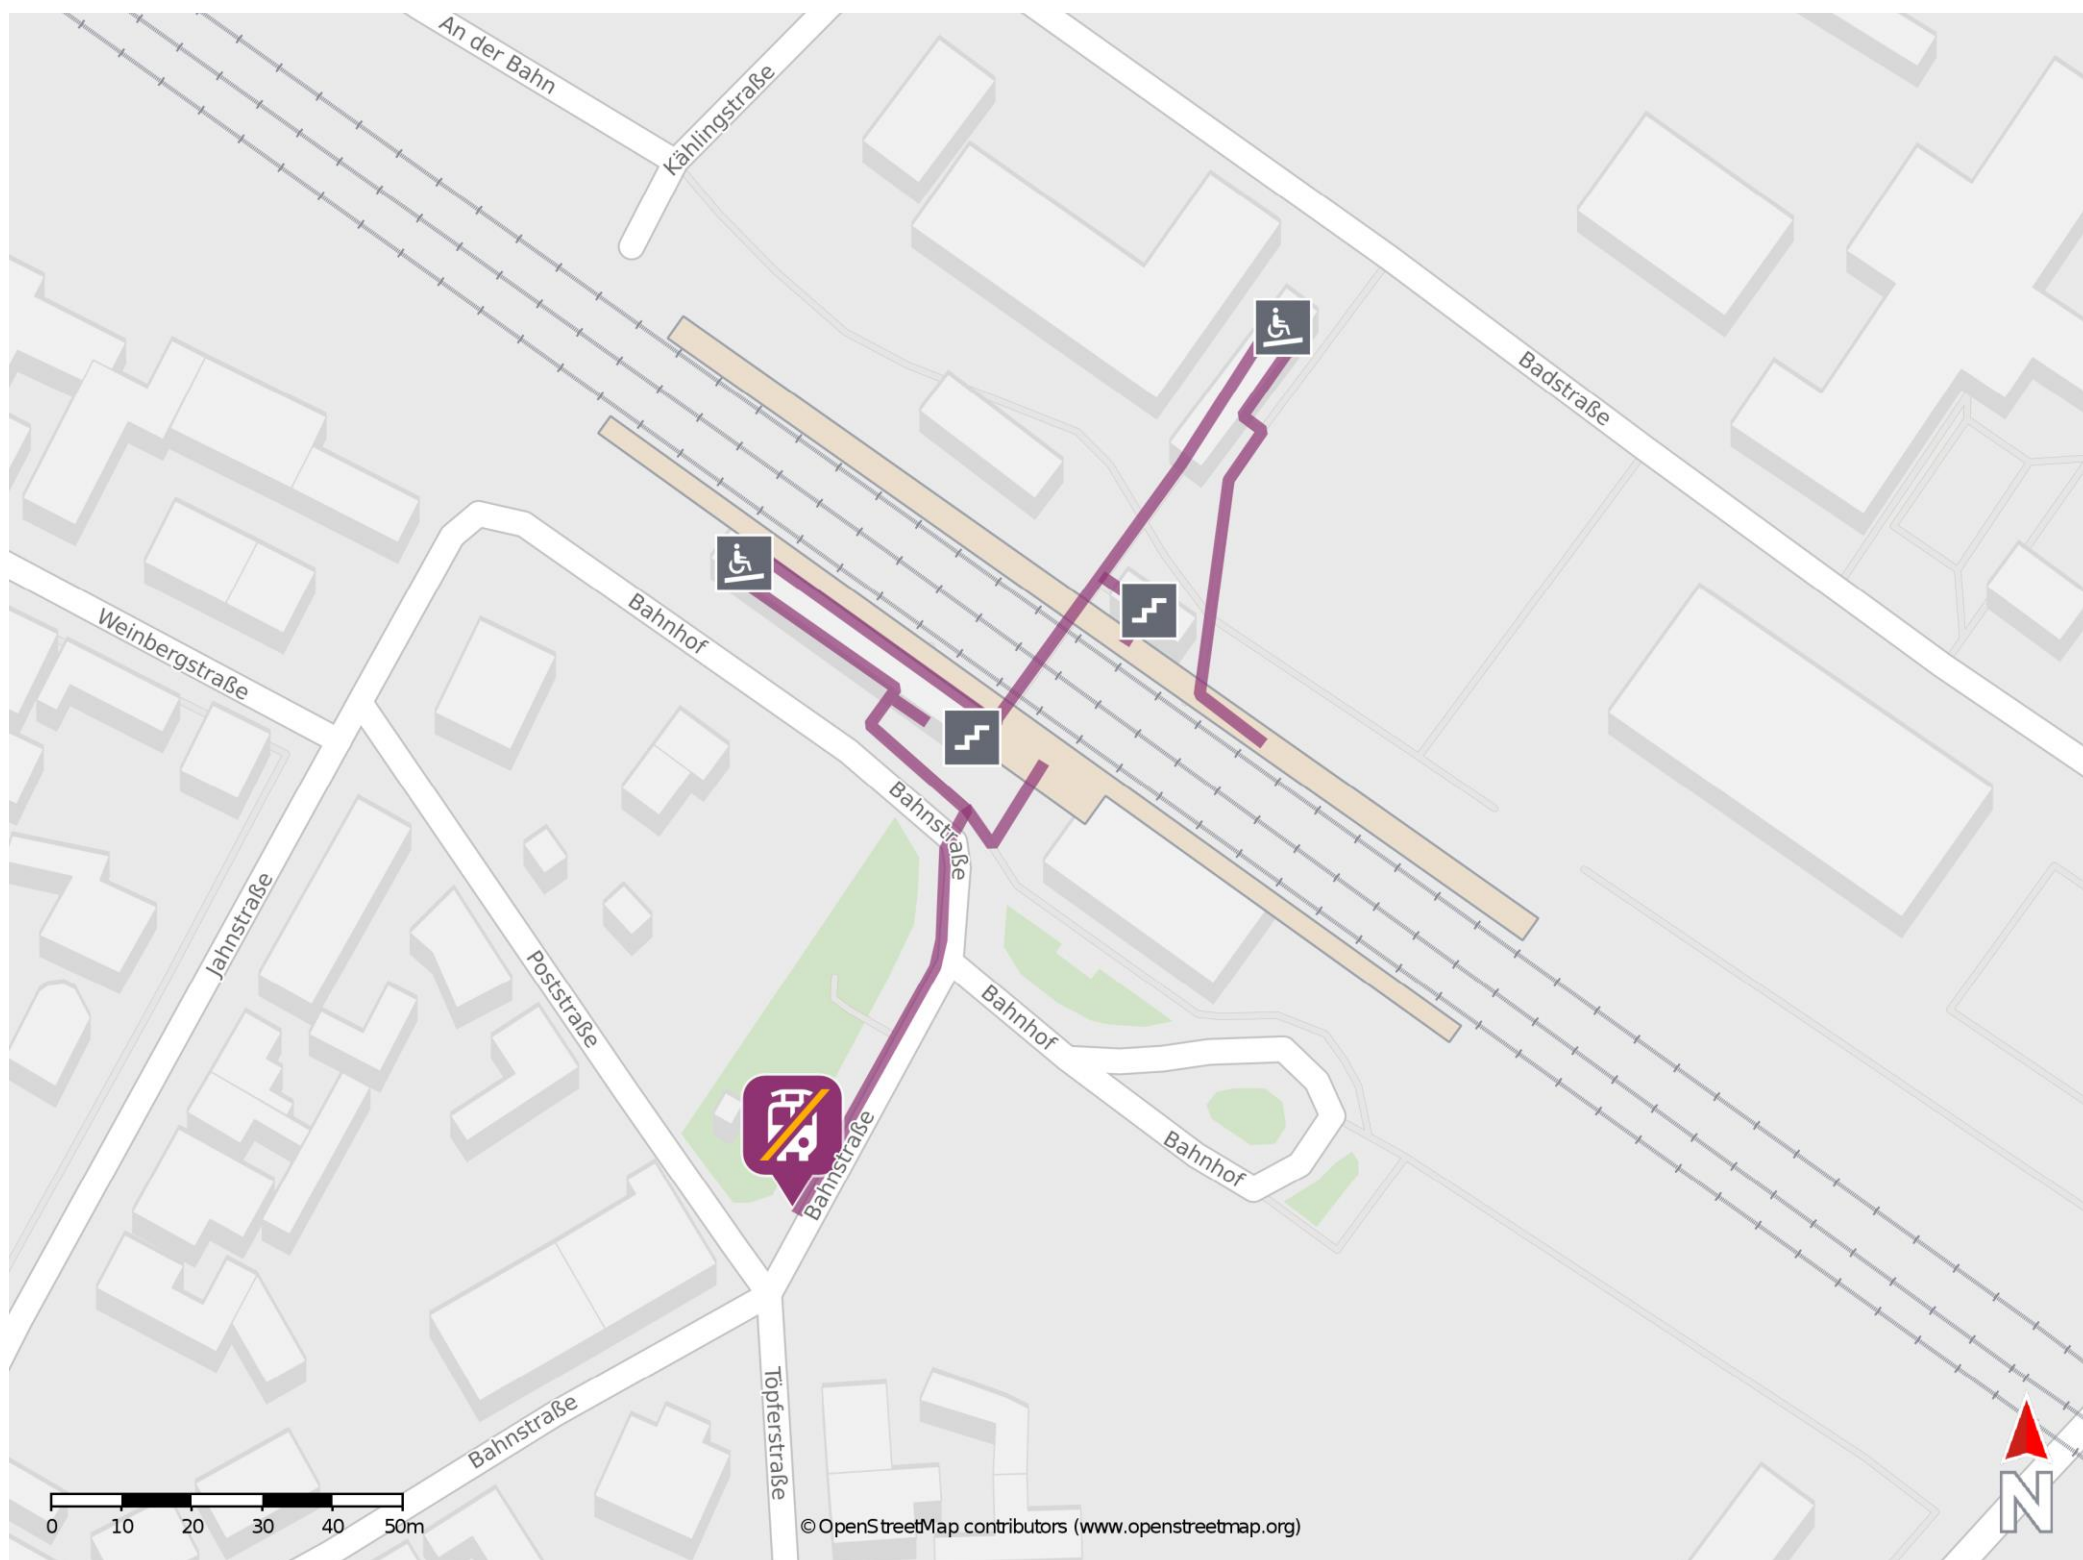 An der Bahn
Kählingstraße
Badstraße
Bahnhof
Weinbergstraße
Bahnstraße
Jahnstraße
Poststraße
Bahnhof
Bahnstraße
Bahnhof
Töpferstraße
Bahnstraße
0 10 20 30 40 50m
© OpenStreetMap contributors (www.openstreetmap.org)
N